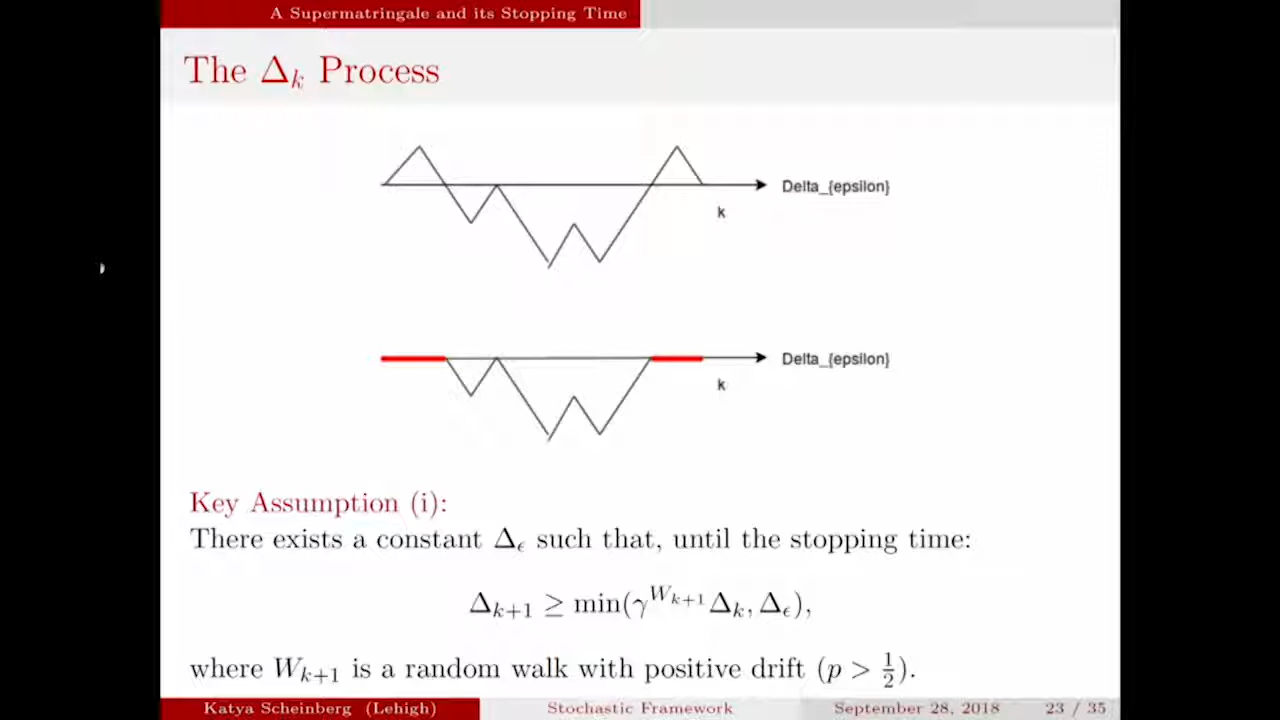 A Supermatringale and its Stopping Time
The Δₖ Process
Delta_{epsilon}
k
Delta_{epsilon}
k
Key Assumption (i):
There exists a constant Δ_ϵ such that, until the stopping time:
Δ_{k+1} ≥ min(γ^{W_{k+1}} Δ_k, Δ_ϵ),
where W_{k+1} is a random walk with positive drift (p > 1/2).
Katya Scheinberg (Lehigh) Stochastic Framework September 28, 2018 23 / 35